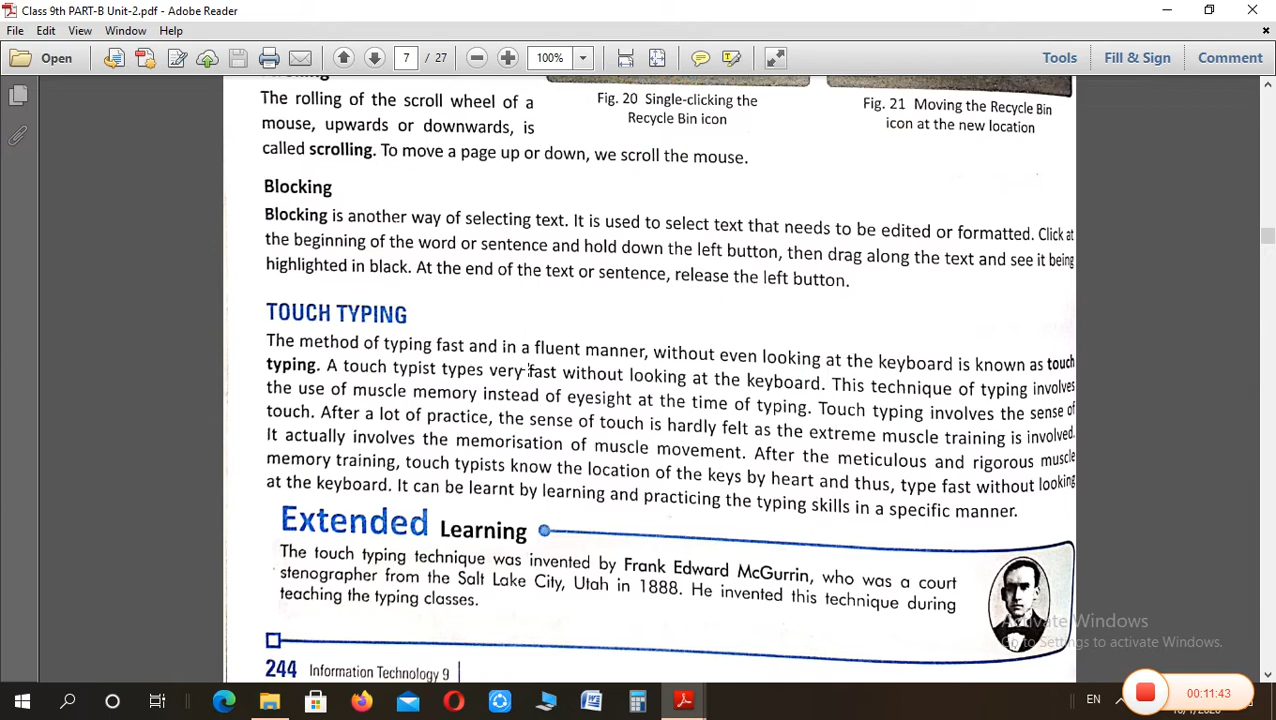 Class 9th PART-B Unit-2.pdf - Adobe Reader
File Edit View Window Help
Open 7 / 27 100% Tools Fill & Sign Comment
The rolling of the scroll wheel of a
mouse, upwards or downwards, is
called scrolling. To move a page up or down, we scroll the mouse.
Fig. 20 Single-clicking the
Recycle Bin icon
Fig. 21 Moving the Recycle Bin
icon at the new location
Blocking
Blocking is another way of selecting text. It is used to select text that needs to be edited or formatted. Click at
the beginning of the word or sentence and hold down the left button, then drag along the text and see it being
highlighted in black. At the end of the text or sentence, release the left button.
TOUCH TYPING
The method of typing fast and in a fluent manner, without even looking at the keyboard is known as touch
typing. A touch typist types very fast without looking at the keyboard. This technique of typing involves
the use of muscle memory instead of eyesight at the time of typing. Touch typing involves the sense of
touch. After a lot of practice, the sense of touch is hardly felt as the extreme muscle training is involved.
It actually involves the memorisation of muscle movement. After the meticulous and rigorous muscle
memory training, touch typists know the location of the keys by heart and thus, type fast without looking
at the keyboard. It can be learnt by learning and practicing the typing skills in a specific manner.
Extended Learning
The touch typing technique was invented by Frank Edward McGurrin, who was a court
stenographer from the Salt Lake City, Utah in 1888. He invented this technique during
teaching the typing classes.
Activate Windows
Go to Settings to activate Windows.
244 Information Technology 9
EN
00:11:43